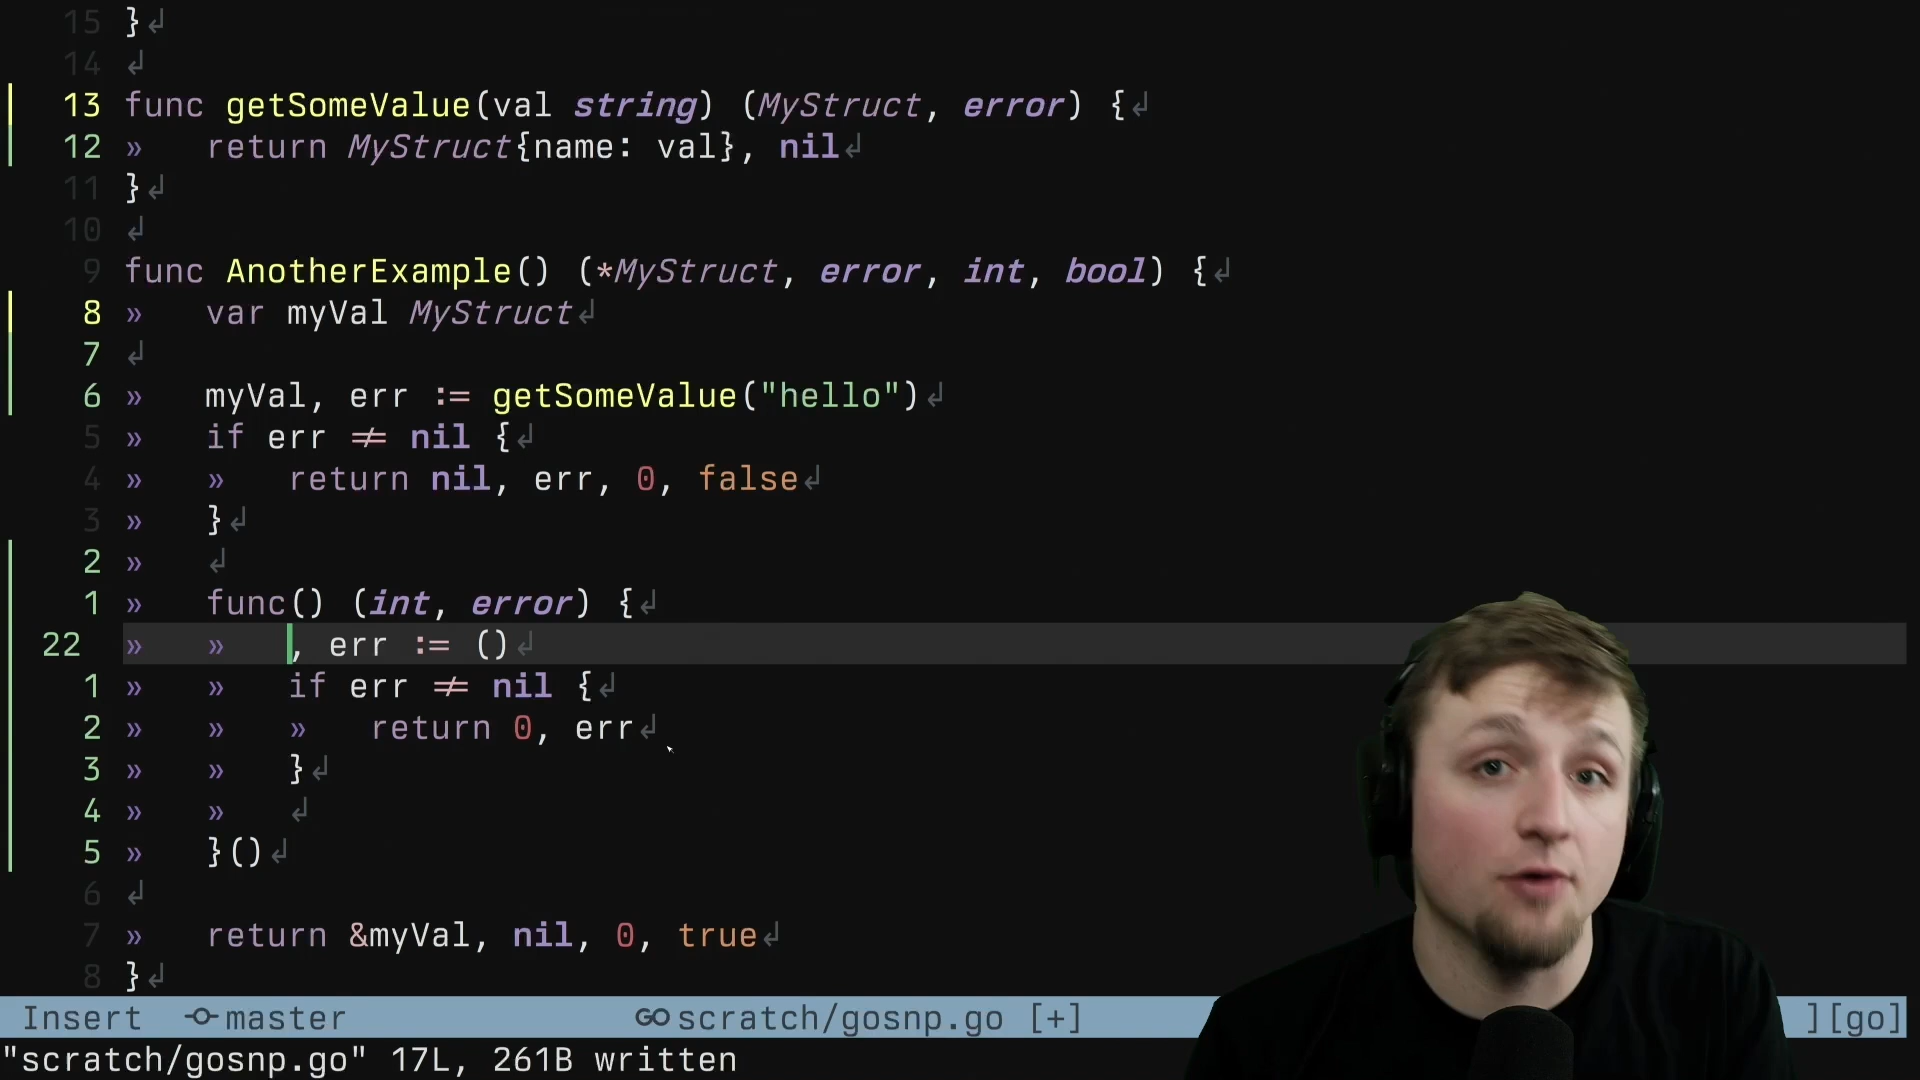 15 }↲
14 ↲
13 func getSomeValue(val string) (MyStruct, error) {↲
12 »   return MyStruct{name: val}, nil↲
11 }↲
10 ↲
9 func AnotherExample() (*MyStruct, error, int, bool) {↲
8 »   var myVal MyStruct↲
7 ↲
6 »   myVal, err := getSomeValue("hello")↲
5 »   if err ≠ nil {↲
4 »   »   return nil, err, 0, false↲
3 »   }↲
2 »   ↲
1 »   func() (int, error) {↲
22 »   »   , err := ()↲
1 »   »   if err ≠ nil {↲
2 »   »   »   return 0, err↲
3 »   »   }↲
4 »   »   ↲
5 »   }()↲
6 ↲
7 »   return &myVal, nil, 0, true↲
8 }↲
Insert master GO scratch/gosnp.go [+] ][go]
"scratch/gosnp.go" 17L, 261B written